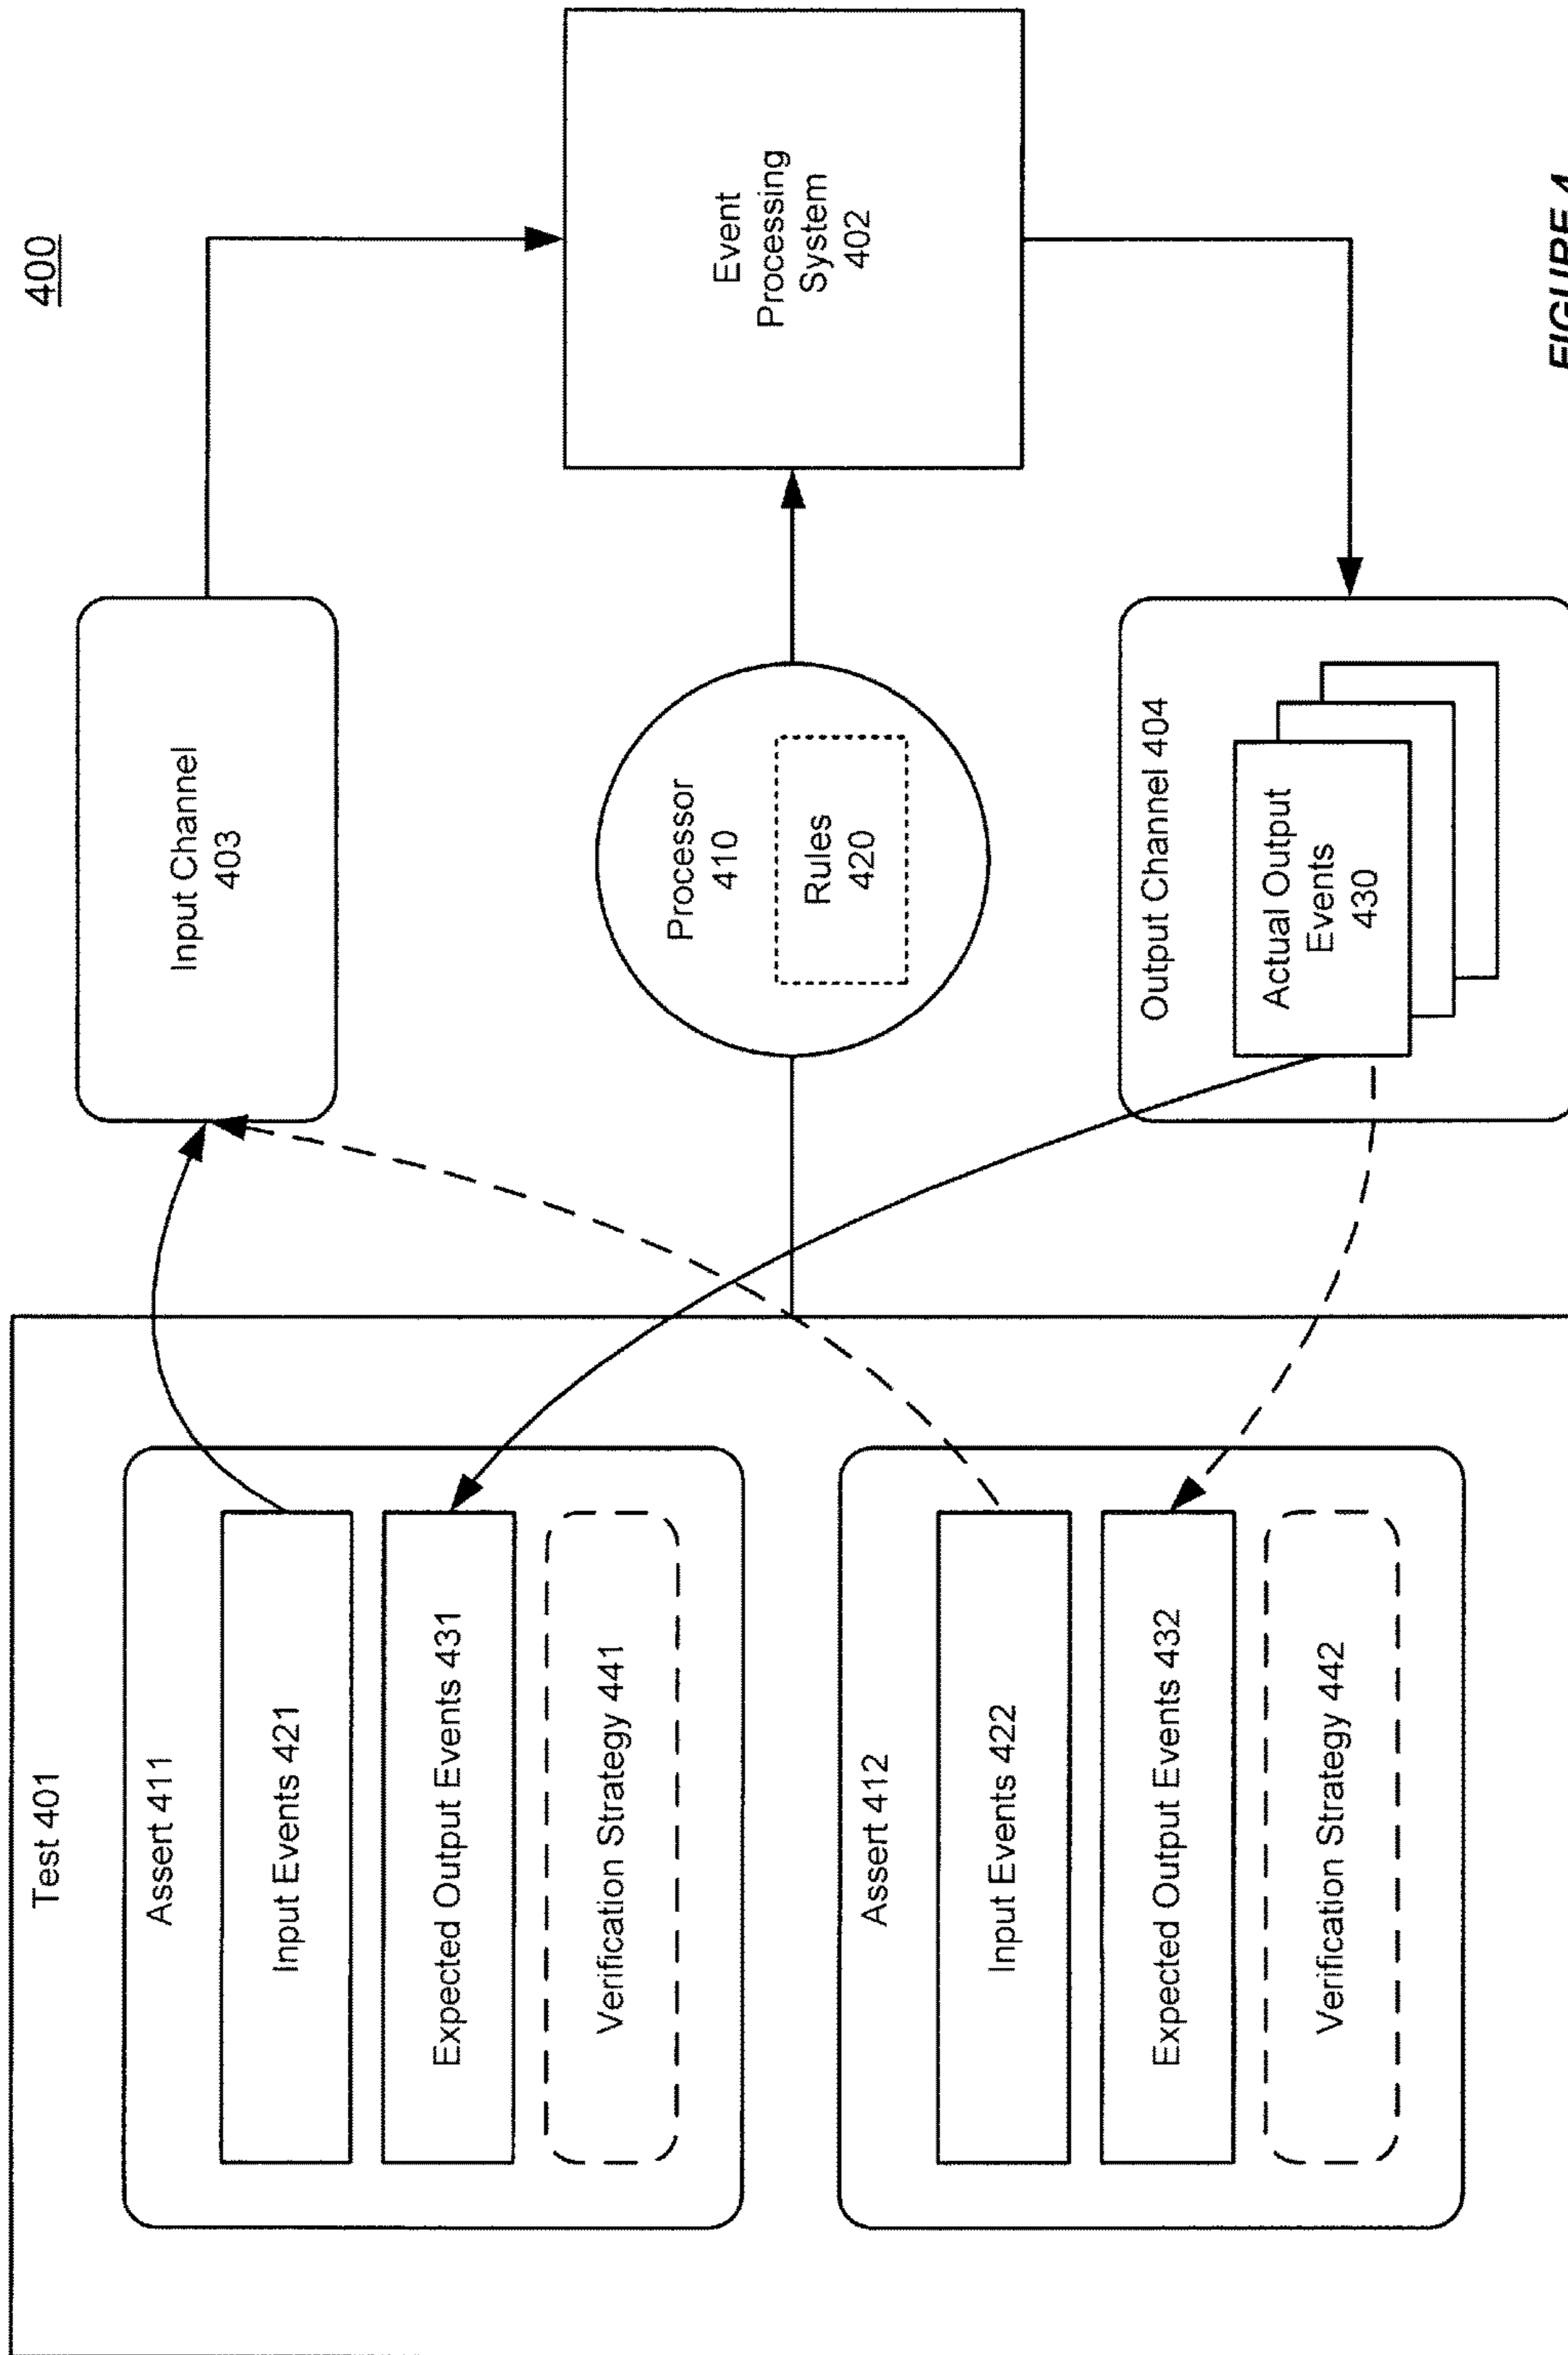 400
Test 401
Assert 411
Input Events 421
Expected Output Events 431
Verification Strategy 441
Assert 412
Input Events 422
Expected Output Events 432
Verification Strategy 442
Input Channel
403
Processor
410
Rules
420
Output Channel 404
Actual Output
Events
430
Event
Processing
System
402
FIGURE 4